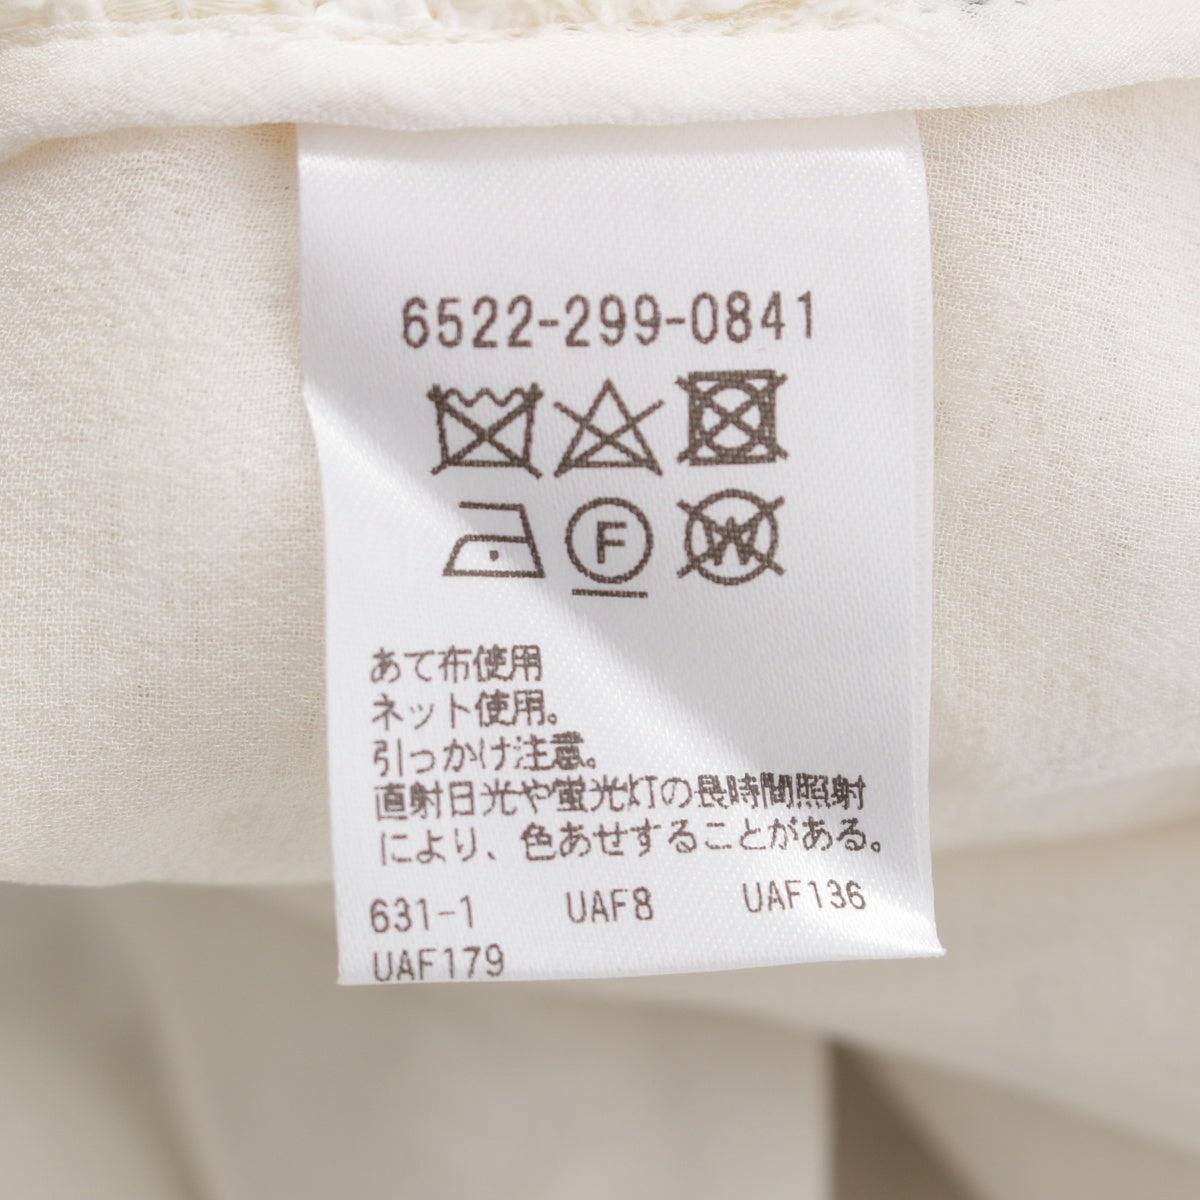 6522-299-0841
F
W
あて布使用
ネット使用。
引っかけ注意。
直射日光や蛍光灯の長時間照射
により、色あせすることがある。
631-1 UAF8 UAF136
UAF179